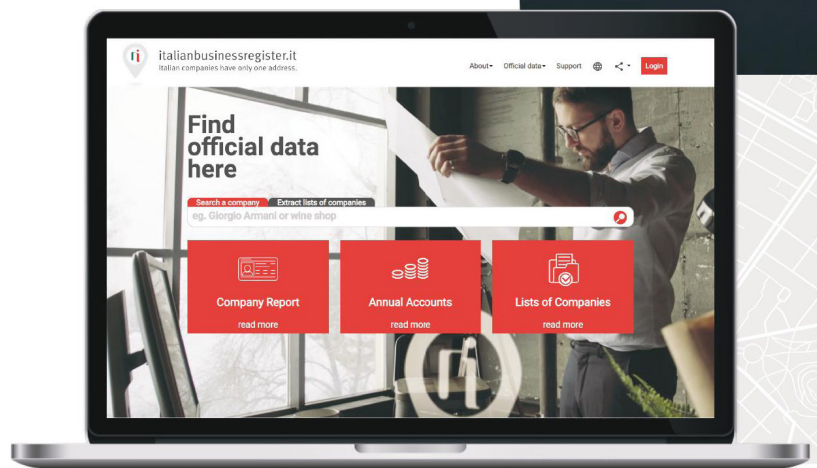 ri
italianbusinessregister.it
Italian companies have only one address.
About
Official data
Support
Login
Find
official data
here
Search a company
Extract lists of companies
eg. Giorgio Armani or wine shop
Company Report
Annual Accounts
Lists of Companies
read more
read more
read more
ri